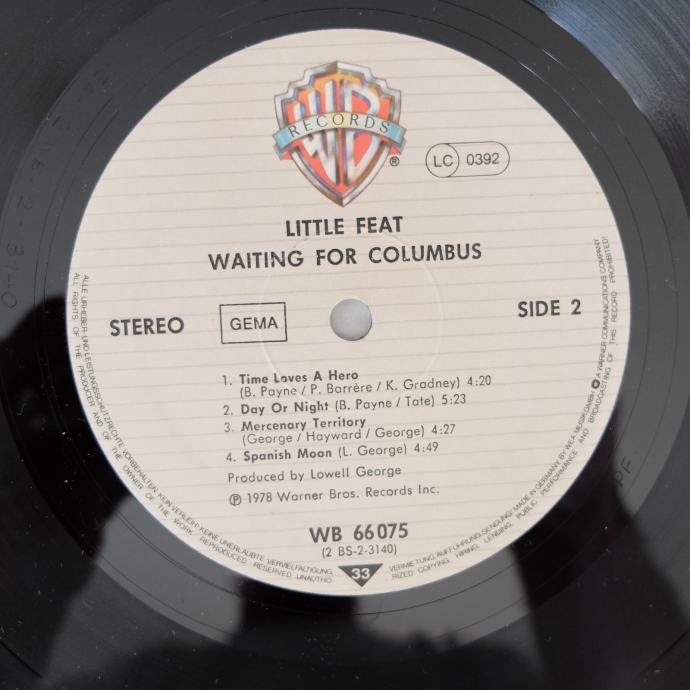 WB
RECORDS
®
LC 0392
LITTLE FEAT
WAITING FOR COLUMBUS
STEREO
GEMA
SIDE 2
1. Time Loves A Hero
(B. Payne / P. Barrère / K. Gradney) 4:20
2. Day Or Night (B. Payne / Tate) 5:23
3. Mercenary Territory
(George / Hayward / George) 4:27
4. Spanish Moon (L. George) 4:49
Produced by Lowell George
℗ 1978 Warner Bros. Records Inc.
WB 66 075
(2 BS-2-3140)
33
ALLE URHEBER- UND LEISTUNGSSCHUTZRECHTE VORBEHALTEN. KEIN VERLEIH! KEINE UNERLAUBTE VERVIELFÄLTIGUNG, VERMIETUNG, AUFFÜHRUNG, SENDUNG! MADE IN GERMANY BY WEA MUSIK GMBH A WARNER COMMUNICATIONS COMPANY
ALL RIGHTS OF THE PRODUCER AND OF THE OWNER OF THE WORK REPRODUCED RESERVED. UNAUTHORIZED COPYING, HIRING, LENDING, PUBLIC PERFORMANCE AND BROADCASTING OF THIS RECORD PROHIBITED!